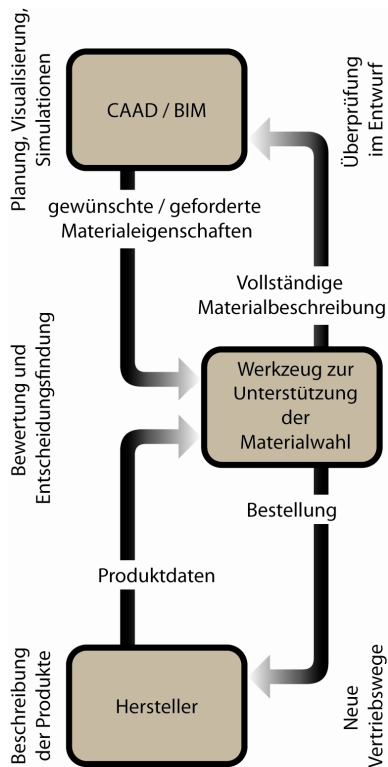 Planung, Visualisierung,
Simulationen
CAAD / BIM
Überprüfung
im Entwurf
gewünschte / geforderte
Materialeigenschaften
Vollständige
Materialbeschreibung
Bewertung und
Entscheidungsfindung
Werkzeug zur
Unterstützung
der
Materialwahl
Bestellung
Produktdaten
Beschreibung
der Produkte
Hersteller
Neue
Vertriebswege